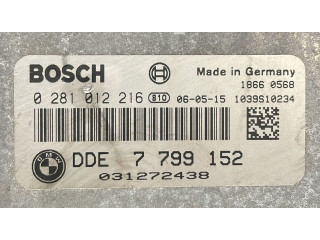 BOSCH
Made in Germany
1866 0568
0 281 012 216 810 06-05-15 1039S10234
BMW DDE 7 799 152
031272438